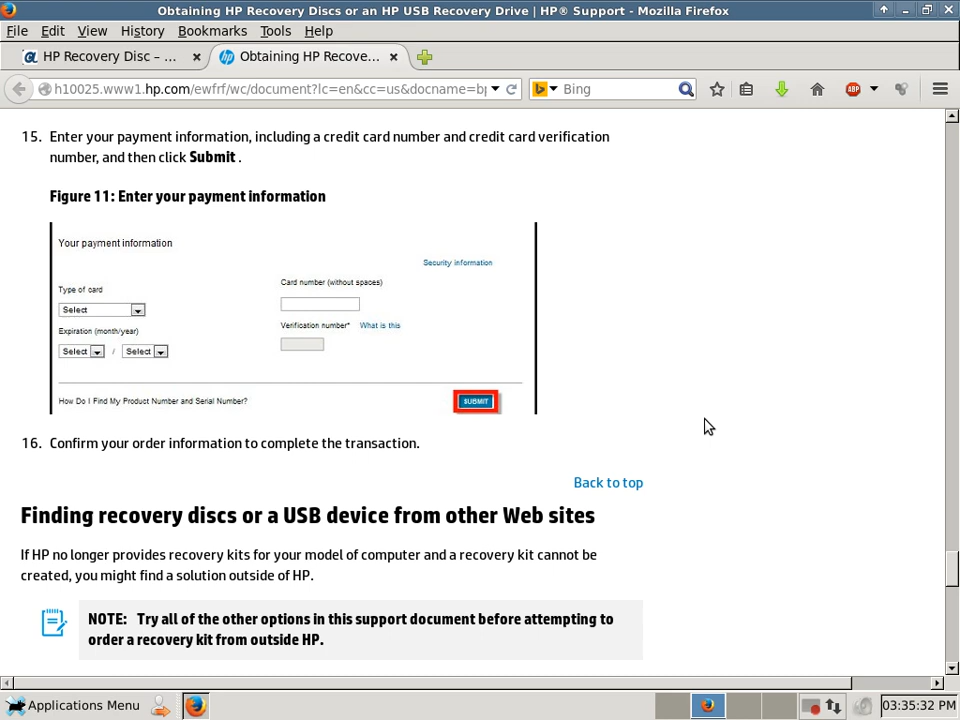 Obtaining HP Recovery Discs or an HP USB Recovery Drive | HP® Support - Mozilla Firefox
File Edit View History Bookmarks Tools Help
HP Recovery Disc – ... Obtaining HP Recove...
h10025.www1.hp.com/ewfrf/wc/document?lc=en&cc=us&docname=bp Bing ABP
15. Enter your payment information, including a credit card number and credit card verification
number, and then click Submit .
Figure 11: Enter your payment information
Your payment information
Security information
Type of card
Card number (without spaces)
Select
Expiration (month/year)
Verification number* What is this
Select / Select
How Do I Find My Product Number and Serial Number?
SUBMIT
16. Confirm your order information to complete the transaction.
Back to top
Finding recovery discs or a USB device from other Web sites
If HP no longer provides recovery kits for your model of computer and a recovery kit cannot be
created, you might find a solution outside of HP.
NOTE: Try all of the other options in this support document before attempting to
order a recovery kit from outside HP.
Applications Menu 03:35:32 PM